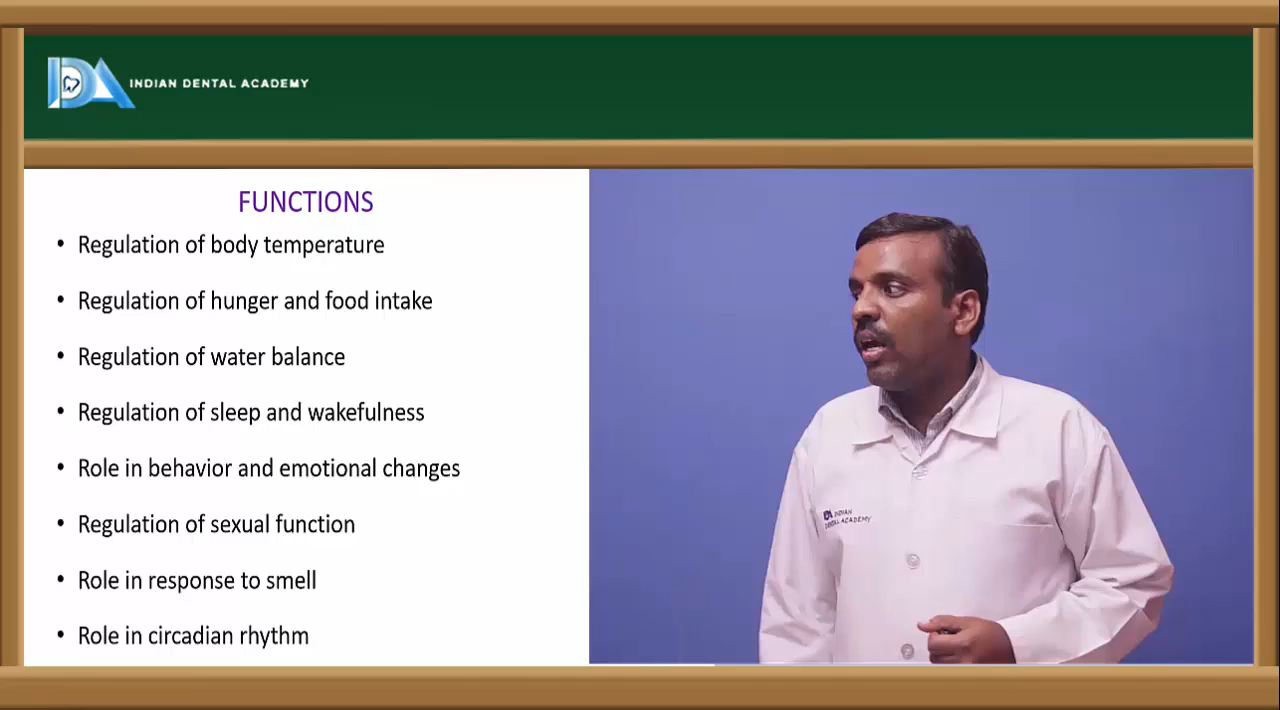 INDIAN DENTAL ACADEMY
FUNCTIONS
• Regulation of body temperature
• Regulation of hunger and food intake
• Regulation of water balance
• Regulation of sleep and wakefulness
• Role in behavior and emotional changes
• Regulation of sexual function
• Role in response to smell
• Role in circadian rhythm
INDIAN
DENTAL ACADEMY